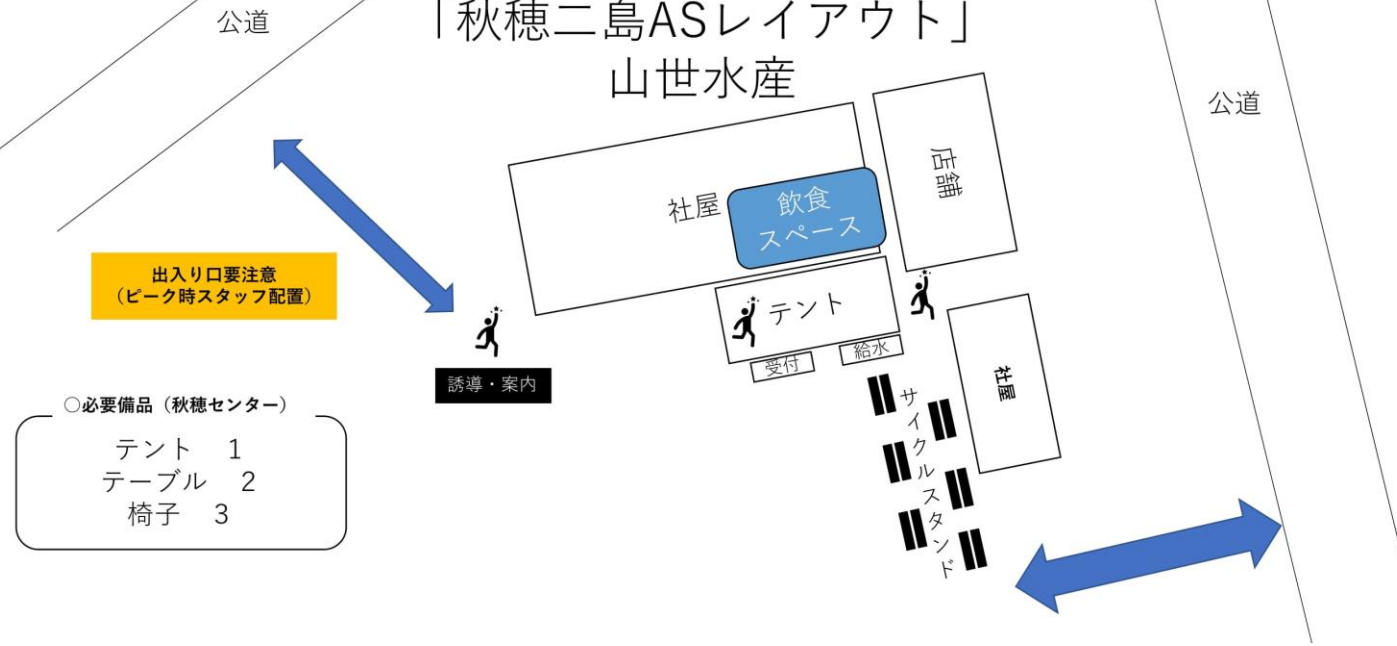 「秋穂二島ASレイアウト」
山世水産
公道
公道
店舗
社屋
飲食
スペース
出入り口要注意
（ピーク時スタッフ配置）
テント
受付
給水
誘導・案内
社屋
サイクルスタンド
○必要備品（秋穂センター）
テント 1
テーブル 2
椅子 3